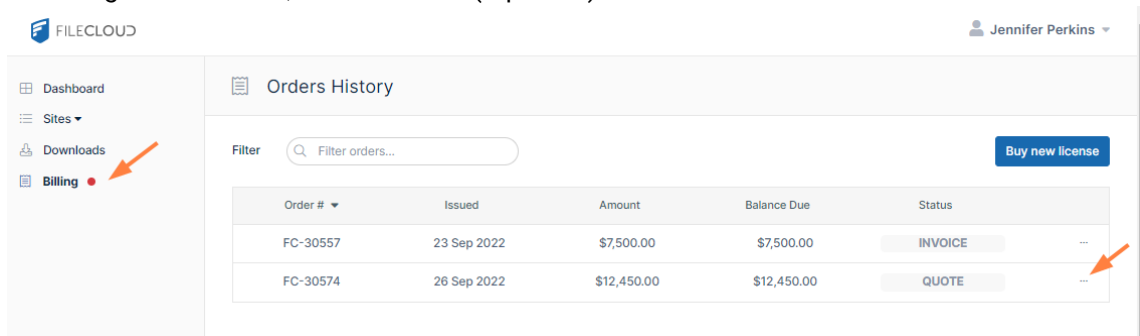 FILECLOUD
Jennifer Perkins
Dashboard
Sites
Downloads
Billing
Orders History
Filter
Filter orders...
Buy new license
Order # Issued Amount Balance Due Status
FC-30557 23 Sep 2022 $7,500.00 $7,500.00 INVOICE ...
FC-30574 26 Sep 2022 $12,450.00 $12,450.00 QUOTE ...